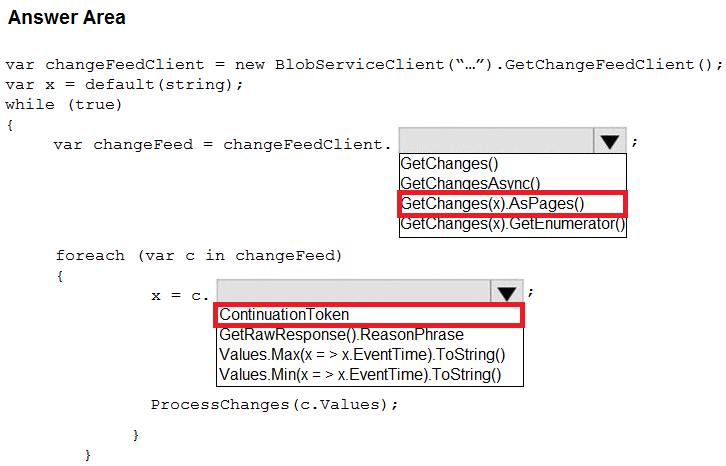 Answer Area
var changeFeedClient = new BlobServiceClient(“…”).GetChangeFeedClient();
var x = default(string);
while (true)
{
var changeFeed = changeFeedClient. ;
GetChanges()
GetChangesAsync()
GetChanges(x).AsPages()
GetChanges(x).GetEnumerator()
foreach (var c in changeFeed)
{
x = c. ;
ContinuationToken
GetRawResponse().ReasonPhrase
Values.Max(x = > x.EventTime).ToString()
Values.Min(x = > x.EventTime).ToString()
ProcessChanges(c.Values);
}
}